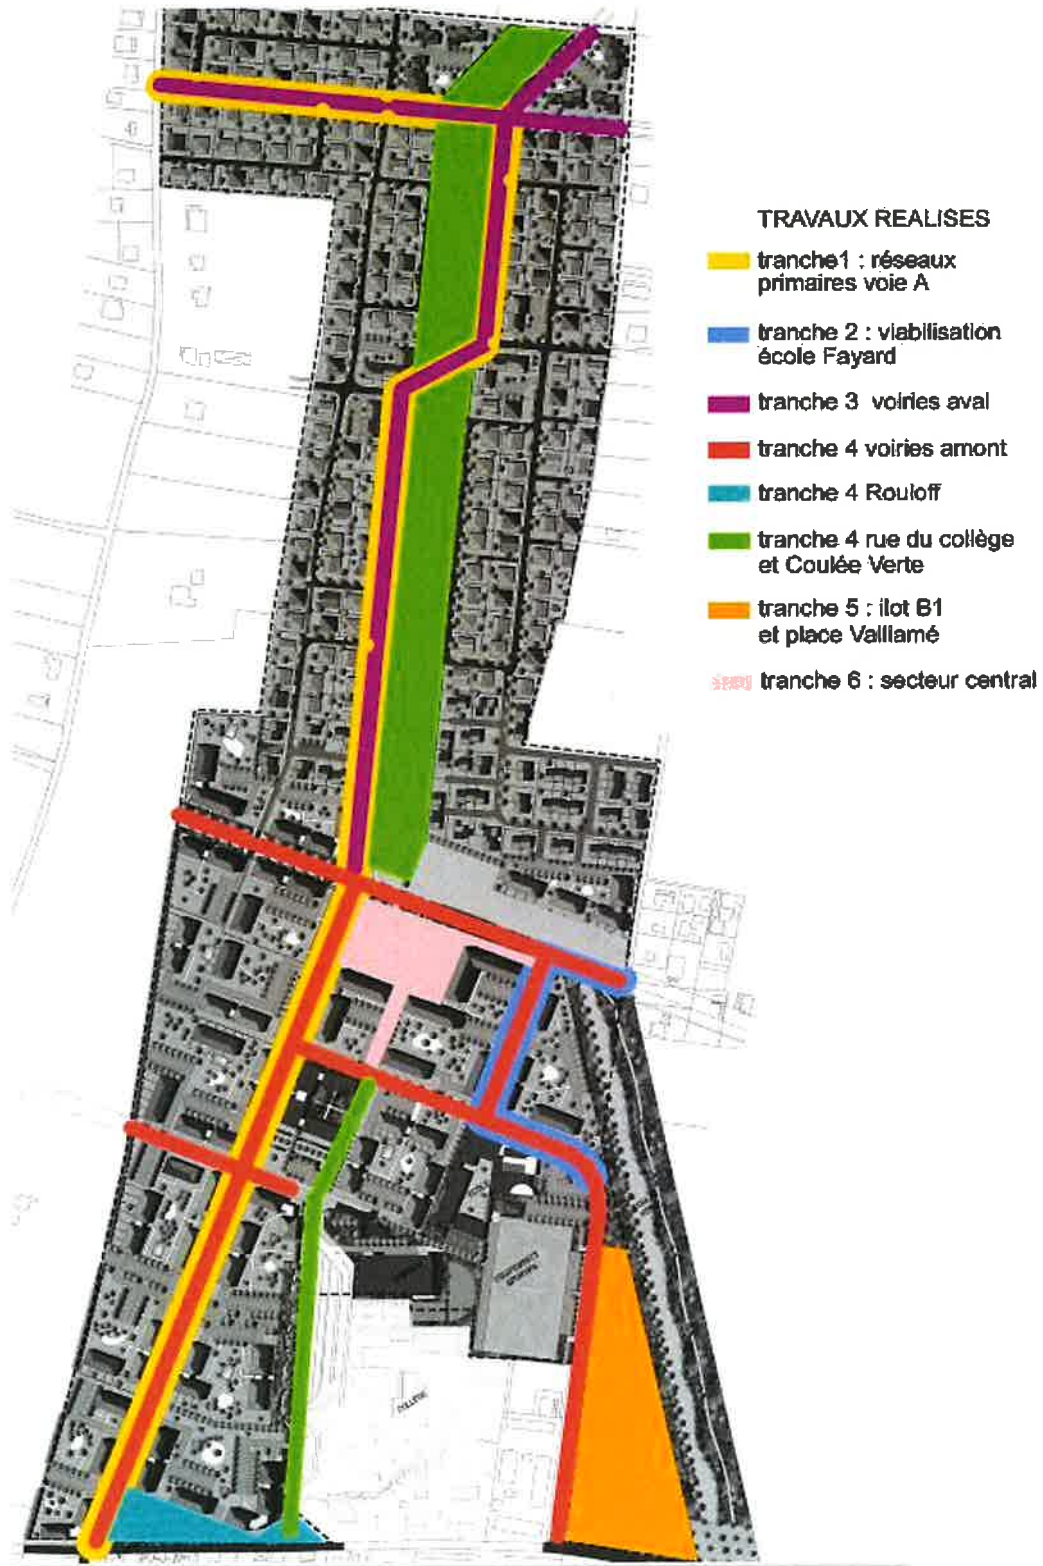 TRAVAUX REALISES
tranche1 : réseaux
primaires voie A
tranche 2 : viabilisation
école Fayard
tranche 3 voiries aval
tranche 4 voiries amont
tranche 4 Rouloff
tranche 4 rue du collège
et Coulée Verte
tranche 5 : ilot B1
et place Valliamé
tranche 6 : secteur central
COLLEGE